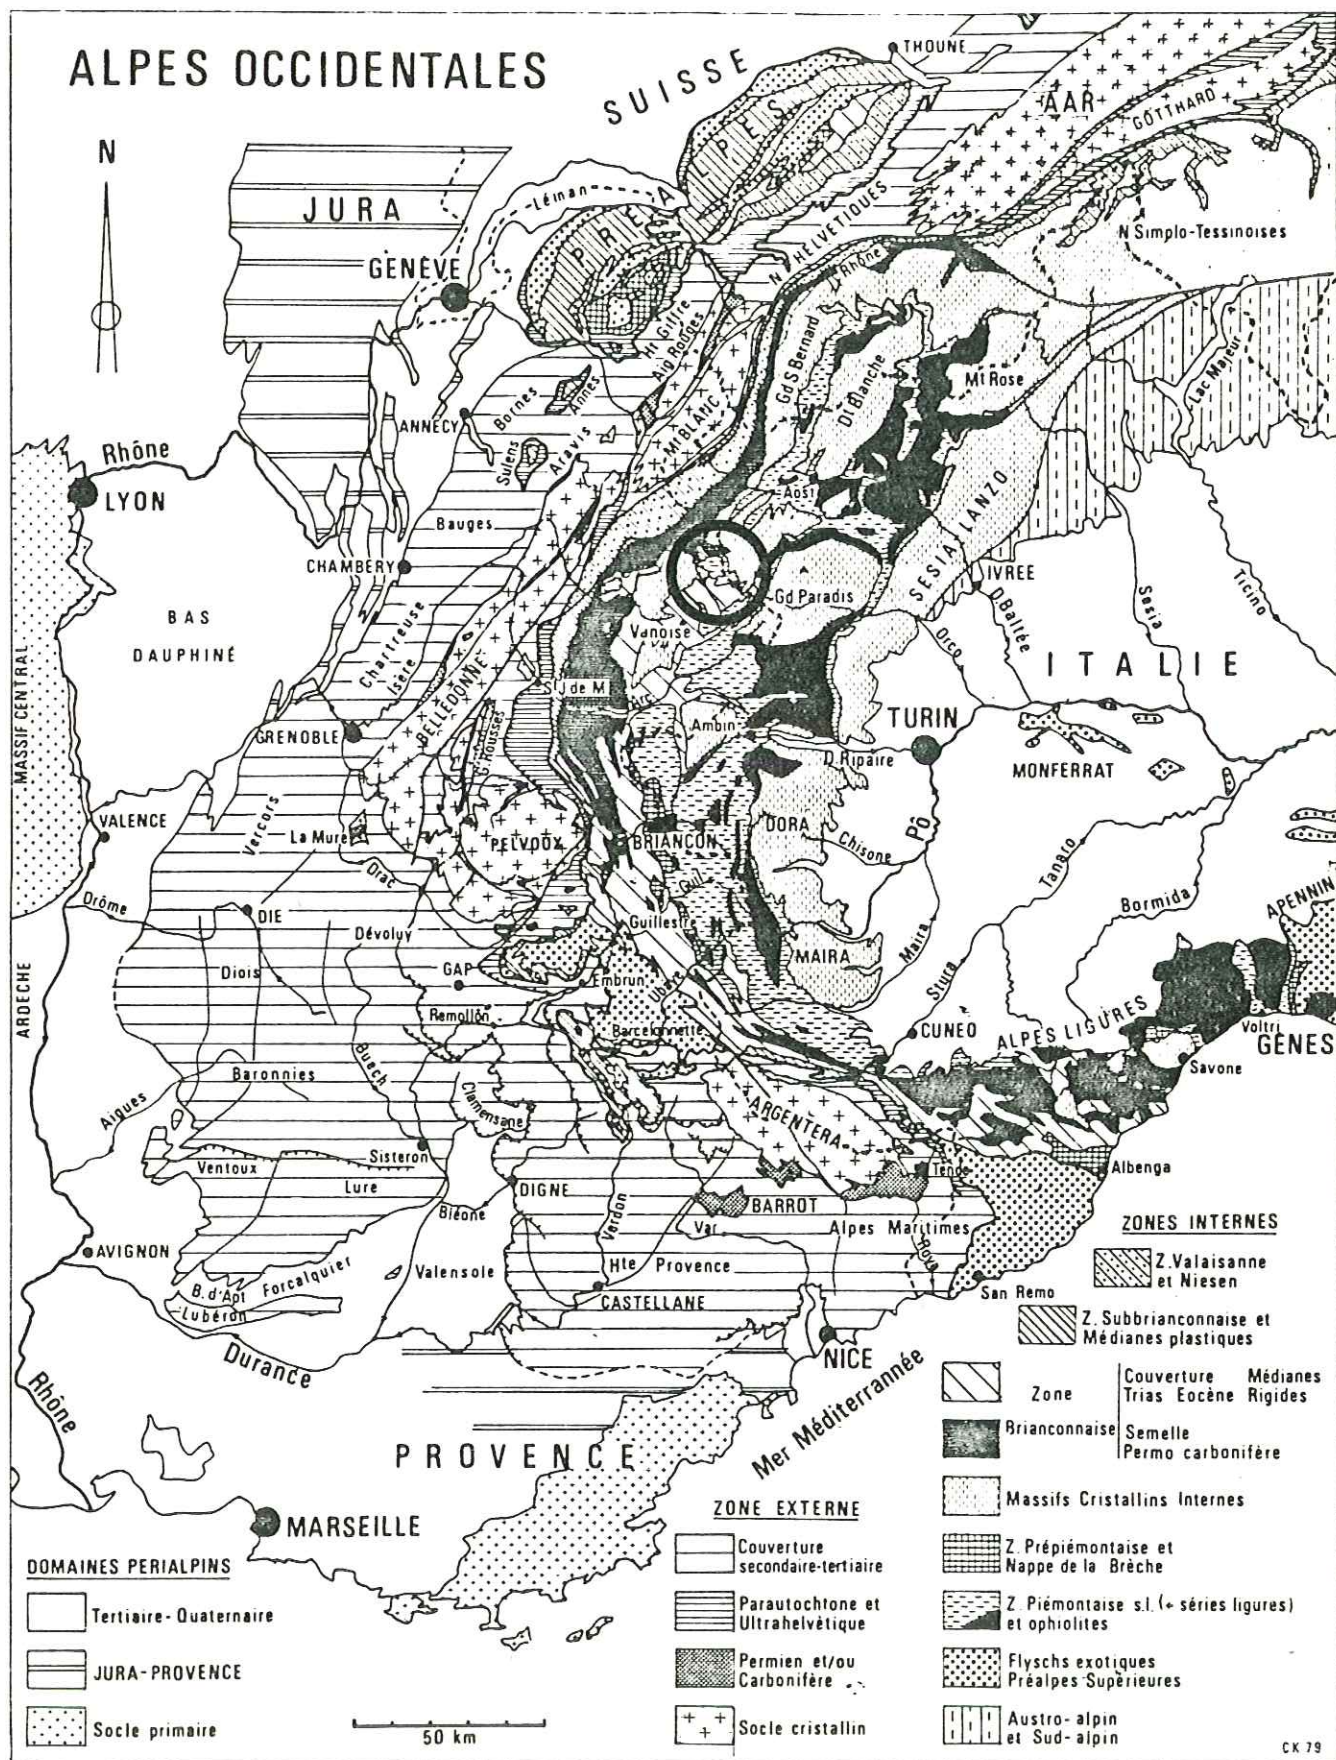 ALPES OCCIDENTALES
SUISSE
THOUNE
N
JURA
Léman
PREALPES
PREALPES
AAR
GOTTHARD
N. HELVETIQUES
N Simplo-Tessinoises
GENÈVE
Rhône
Ht Giffre
Aig Rouges
Gd S Bernard
Dt Blanche
Mt Rose
Lac Majeur
Bornes
Annes
ANNECY
Sulens
Aravis
Mt BLANC
Rhône
LYON
Aost
SESIA-LANZO
Bauges
CHAMBÉRY
Gd Paradis
IVREE
D. Baltée
Sesia
Ticino
BAS
DAUPHINÉ
Chartreuse
Isère
Vanoise
Orco
ITALIE
MASSIF CENTRAL
BELLEDONNE
St J de M
Arc
GRENOBLE
G. Rousses
Ambin
TURIN
D. Ripaire
MONFERRAT
VALENCE
Vercors
La Mure
PELVOUX
BRIANÇON
DORA
Chisone
Pô
Tanaro
Drac
Guil
Bormida
APENNIN
Drôme
DIE
Dévoluy
Guillestre
MAIRA
Maira
Stura
Diois
GAP
Embrun
Ubaye
ARDECHE
Remollon
Barcelonnette
CUNEO
ALPES LIGURES
Voltri
GÊNES
Savone
Buech
Baronnies
Clamensane
ARGENTERA
Aigues
Ventoux
Sisteron
Tende
Albenga
Lure
DIGNE
BARROT
Bléone
Verdon
Var
Alpes Maritimes
Roya
AVIGNON
Hte Provence
B. d'Apt
Forcalquier
Valensole
Lubéron
CASTELLANE
San Remo
Durance
NICE
Rhône
PROVENCE
Mer Méditerrannée
MARSEILLE
ZONES INTERNES
Z. Valaisanne
et Niesen
Z. Subbrianconnaise et
Médianes plastiques
Zone
Brianconnaise
Couverture Médianes
Trias Eocène Rigides
Semelle
Permo carbonifère
Massifs Cristallins Internes
Z. Prépiémontaise et
Nappe de la Brèche
Z. Piémontaise s.l. (+ séries ligures)
et ophiolites
Flyschs exotiques
Préalpes Supérieures
Austro-alpin
et Sud-alpin
ZONE EXTERNE
Couverture
secondaire-tertiaire
Parautochtone et
Ultrahelvètique
Permien et/ou
Carbonifère
Socle cristallin
DOMAINES PERIALPINS
Tertiaire-Quaternaire
JURA-PROVENCE
Socle primaire
50 km
CK 79